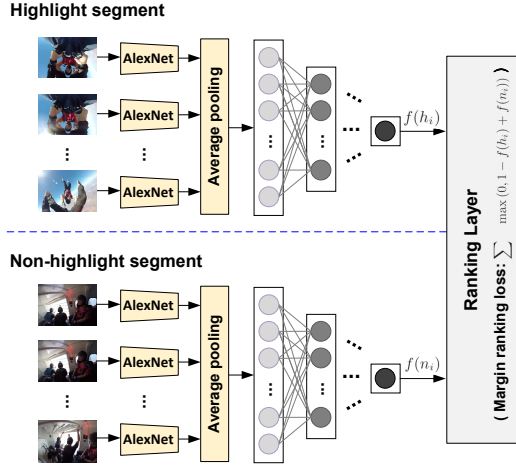 Highlight segment
AlexNet
AlexNet
...
...
AlexNet
Average pooling
...
...
...
...
...
f(h_i)
Non-highlight segment
AlexNet
AlexNet
...
...
AlexNet
Average pooling
...
...
...
...
...
f(n_i)
Ranking Layer
( Margin ranking loss: ∑ max(0, 1 − f(h_i) + f(n_i)) )